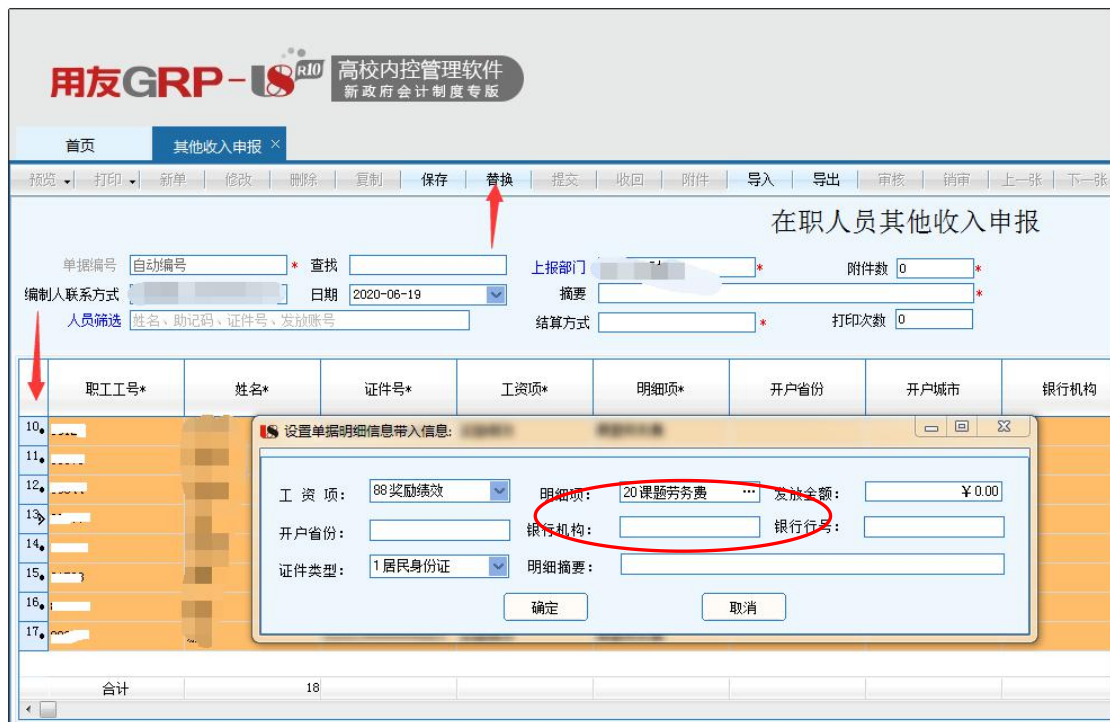 用友GRP-U8 R10 高校内控管理软件
新政府会计制度专版
首页 其他收入申报 ×
预览 打印 新单 修改 删除 复制 保存 替换 提交 收回 附件 导入 导出 审核 销审 上一张 下一张
在职人员其他收入申报
单据编号 自动编号 * 查找 上报部门 * 附件数 0 *
编制人联系方式 日期 2020-06-19 摘要 *
人员筛选 姓名、助记码、证件号、发放账号 结算方式 * 打印次数 0
职工工号* 姓名* 证件号* 工资项* 明细项* 开户省份 开户城市 银行机构
10
设置单据明细信息带入信息:
11
12
工 资 项: 88奖励绩效 明细项: 20课题劳务费 ... 发放金额: ¥0.00
13
开户省份: 银行机构: 银行行号:
14
15
证件类型: 1居民身份证 明细摘要:
16
确定 取消
17
合计 18